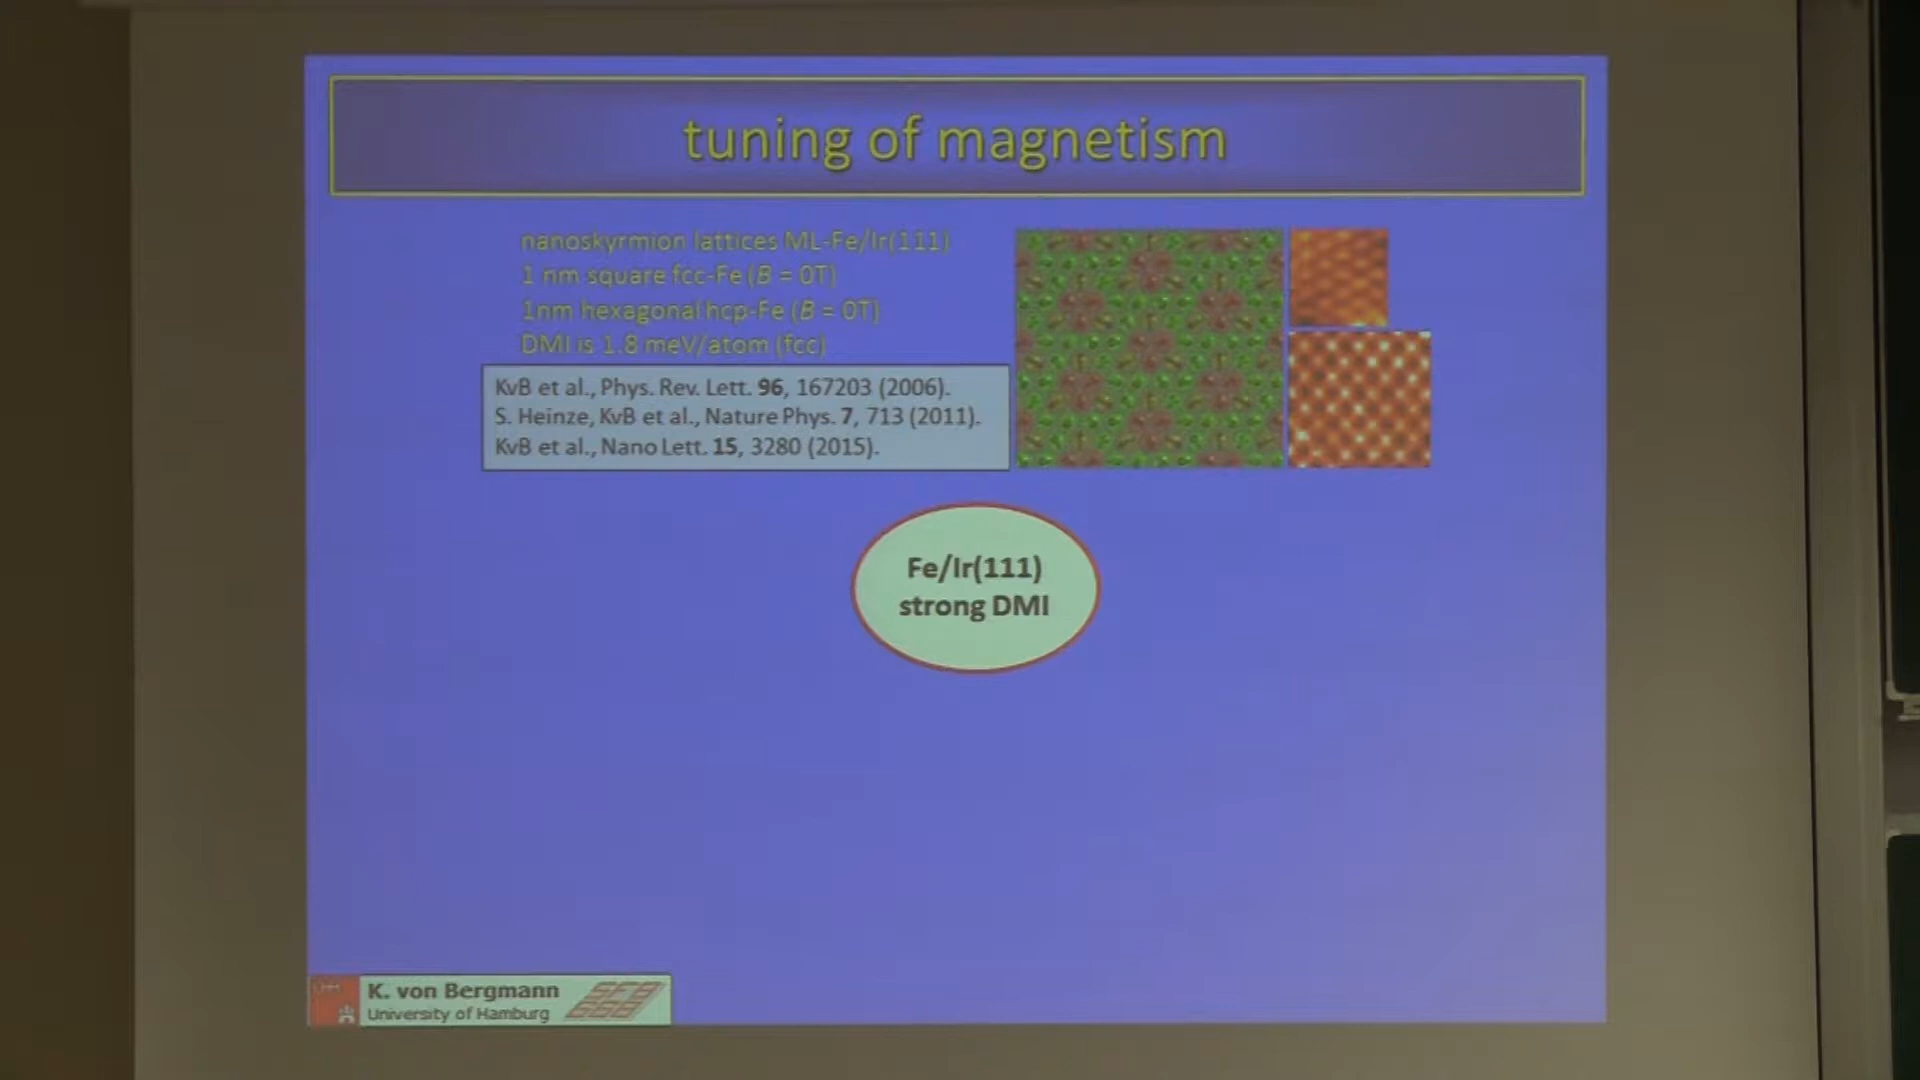 tuning of magnetism
nanoskyrmion lattices ML-Fe/Ir(111)
1 nm square fcc-Fe (B = 0T)
1nm hexagonal hcp-Fe (B = 0T)
DMI is 1.8 meV/atom (fcc)
KvB et al., Phys. Rev. Lett. 96, 167203 (2006).
S. Heinze, KvB et al., Nature Phys. 7, 713 (2011).
KvB et al., Nano Lett. 15, 3280 (2015).
Fe/Ir(111)
strong DMI
K. von Bergmann
University of Hamburg